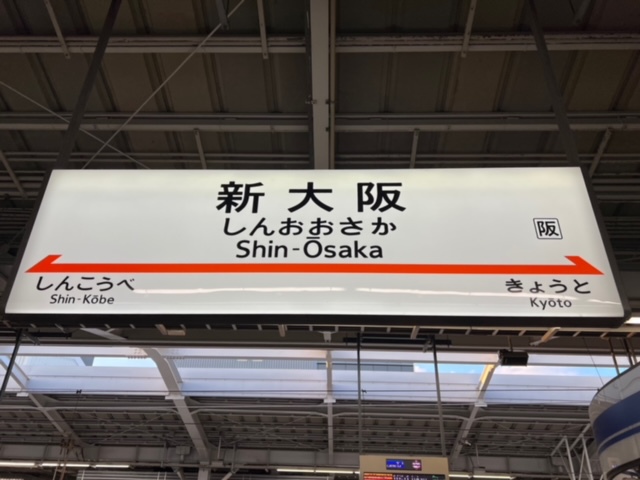 新大阪
しんおおさか
Shin-Ōsaka
阪
しんこうべ
Shin-Kōbe
きょうと
Kyōto